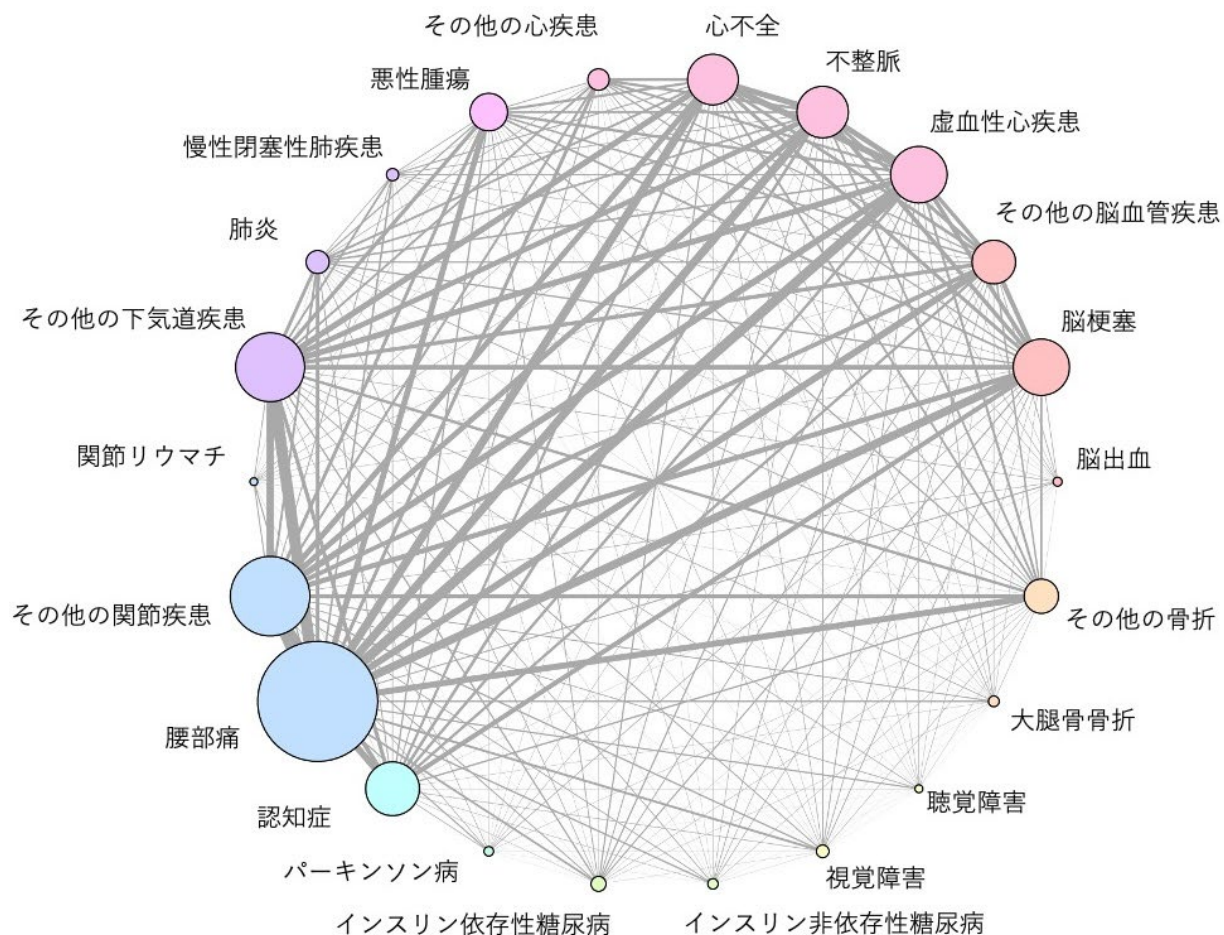 その他の心疾患
心不全
不整脈
悪性腫瘍
虚血性心疾患
慢性閉塞性肺疾患
その他の脳血管疾患
肺炎
その他の下気道疾患
脳梗塞
関節リウマチ
脳出血
その他の関節疾患
その他の骨折
腰部痛
大腿骨骨折
認知症
聴覚障害
パーキンソン病
視覚障害
インスリン依存性糖尿病
インスリン非依存性糖尿病